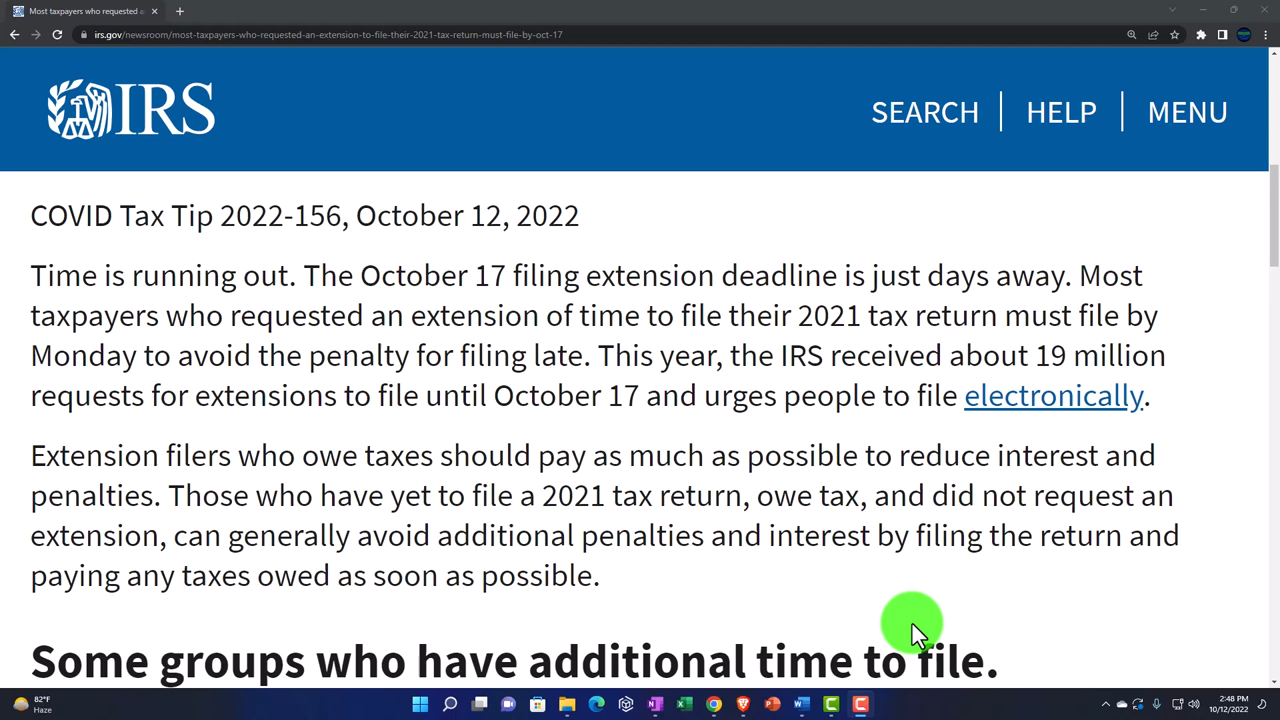 Most taxpayers who requested a
irs.gov/newsroom/most-taxpayers-who-requested-an-extension-to-file-their-2021-tax-return-must-file-by-oct-17
IRS
SEARCH
HELP
MENU
COVID Tax Tip 2022-156, October 12, 2022
Time is running out. The October 17 filing extension deadline is just days away. Most
taxpayers who requested an extension of time to file their 2021 tax return must file by
Monday to avoid the penalty for filing late. This year, the IRS received about 19 million
requests for extensions to file until October 17 and urges people to file electronically.
Extension filers who owe taxes should pay as much as possible to reduce interest and
penalties. Those who have yet to file a 2021 tax return, owe tax, and did not request an
extension, can generally avoid additional penalties and interest by filing the return and
paying any taxes owed as soon as possible.
Some groups who have additional time to file.
82°F
Haze
2:48 PM
10/12/2022